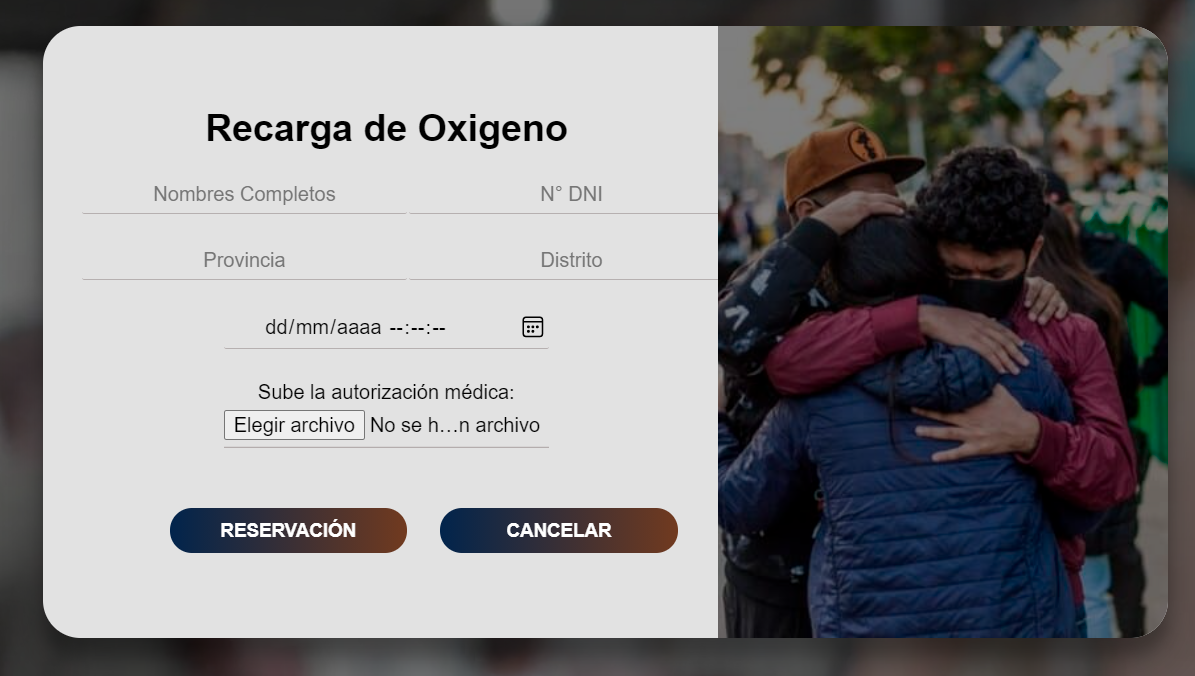 Recarga de Oxigeno
Nombres Completos N° DNI
Provincia Distrito
dd/mm/aaaa --:--:--
Sube la autorización médica:
Elegir archivo No se h...n archivo
RESERVACIÓN CANCELAR